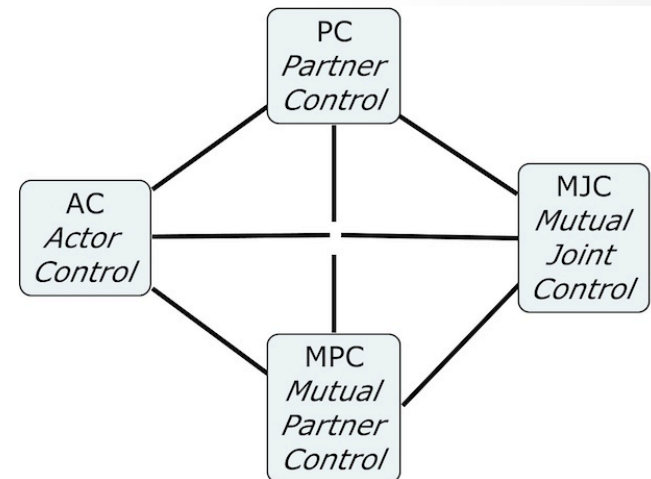 PC
Partner
Control
AC
Actor
Control
MJC
Mutual
Joint
Control
MPC
Mutual
Partner
Control